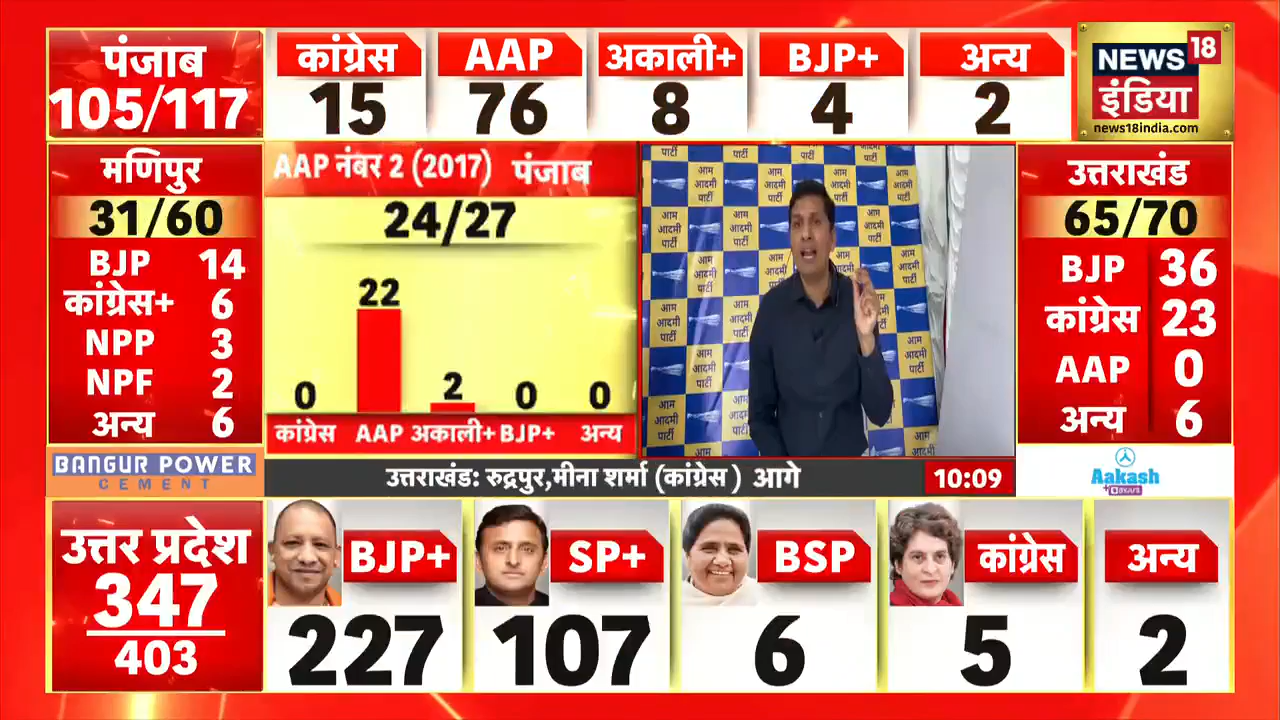 पंजाब
105/117
कांग्रेस
15
AAP
76
अकाली+
8
BJP+
4
अन्य
2
NEWS 18
इंडिया
news18india.com
मणिपुर
31/60
BJP 14
कांग्रेस+ 6
NPP 3
NPF 2
अन्य 6
AAP नंबर 2 (2017) पंजाब
24/27
0 22 2 0 0
कांग्रेस AAP अकाली+ BJP+ अन्य
आम आदमी पार्टी
उत्तराखंड
65/70
BJP 36
कांग्रेस 23
AAP 0
अन्य 6
BANGUR POWER
CEMENT
उत्तराखंड: रुद्रपुर,मीना शर्मा (कांग्रेस ) आगे
10:09
Aakash
+BYJU'S
उत्तर प्रदेश
347
403
BJP+
227
SP+
107
BSP
6
कांग्रेस
5
अन्य
2